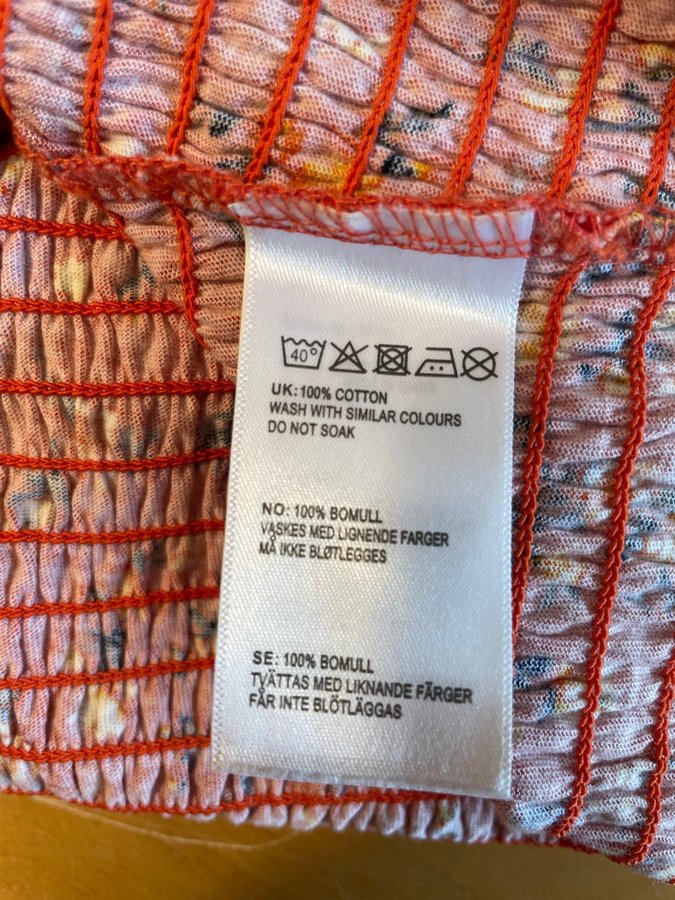 40°
UK: 100% COTTON
WASH WITH SIMILAR COLOURS
DO NOT SOAK
NO: 100% BOMULL
VASKES MED LIGNENDE FARGER
MÅ IKKE BLØTLEGGES
SE: 100% BOMULL
TVÄTTAS MED LIKNANDE FÄRGER
FÅR INTE BLÖTLÄGGAS